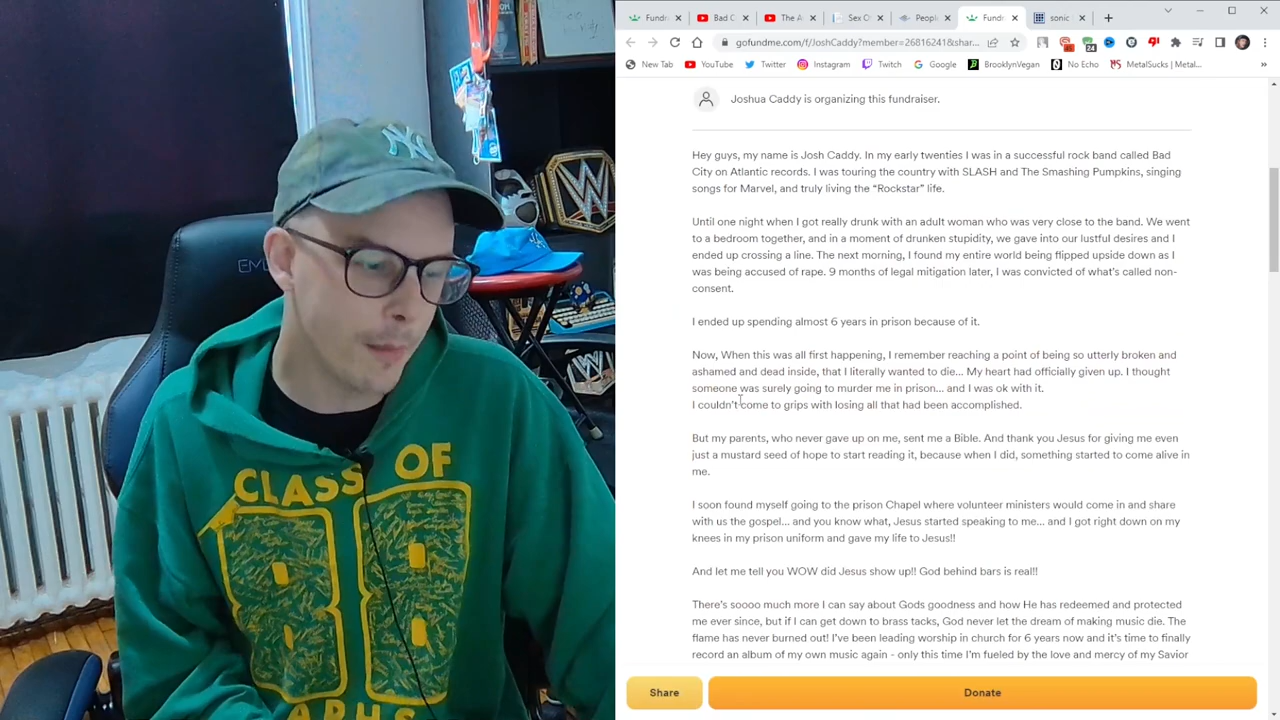 Fundr
Bad C
The A
Sex O
People
Fundr
sonic
gofundme.com/f/JoshCaddy?member=26816241&shar...
New Tab
YouTube
Twitter
Instagram
Twitch
Google
BrooklynVegan
No Echo
MetalSucks | Metal...
Joshua Caddy is organizing this fundraiser.
Hey guys, my name is Josh Caddy. In my early twenties I was in a successful rock band called Bad
City on Atlantic records. I was touring the country with SLASH and The Smashing Pumpkins, singing
songs for Marvel, and truly living the “Rockstar” life.
Until one night when I got really drunk with an adult woman who was very close to the band. We went
to a bedroom together, and in a moment of drunken stupidity, we gave into our lustful desires and I
ended up crossing a line. The next morning, I found my entire world being flipped upside down as I
was being accused of rape. 9 months of legal mitigation later, I was convicted of what’s called non-
consent.
I ended up spending almost 6 years in prison because of it.
Now, When this was all first happening, I remember reaching a point of being so utterly broken and
ashamed and dead inside, that I literally wanted to die... My heart had officially given up. I thought
someone was surely going to murder me in prison... and I was ok with it.
I couldn’t come to grips with losing all that had been accomplished.
But my parents, who never gave up on me, sent me a Bible. And thank you Jesus for giving me even
just a mustard seed of hope to start reading it, because when I did, something started to come alive in
me.
I soon found myself going to the prison Chapel where volunteer ministers would come in and share
with us the gospel... and you know what, Jesus started speaking to me... and I got right down on my
knees in my prison uniform and gave my life to Jesus!!
And let me tell you WOW did Jesus show up!! God behind bars is real!!
There’s soooo much more I can say about Gods goodness and how He has redeemed and protected
me ever since, but if I can get down to brass tacks, God never let the dream of making music die. The
flame has never burned out! I’ve been leading worship in church for 6 years now and it’s time to finally
record an album of my own music again - only this time I’m fueled by the love and mercy of my Savior
Share
Donate
CLASS OF
NY
W